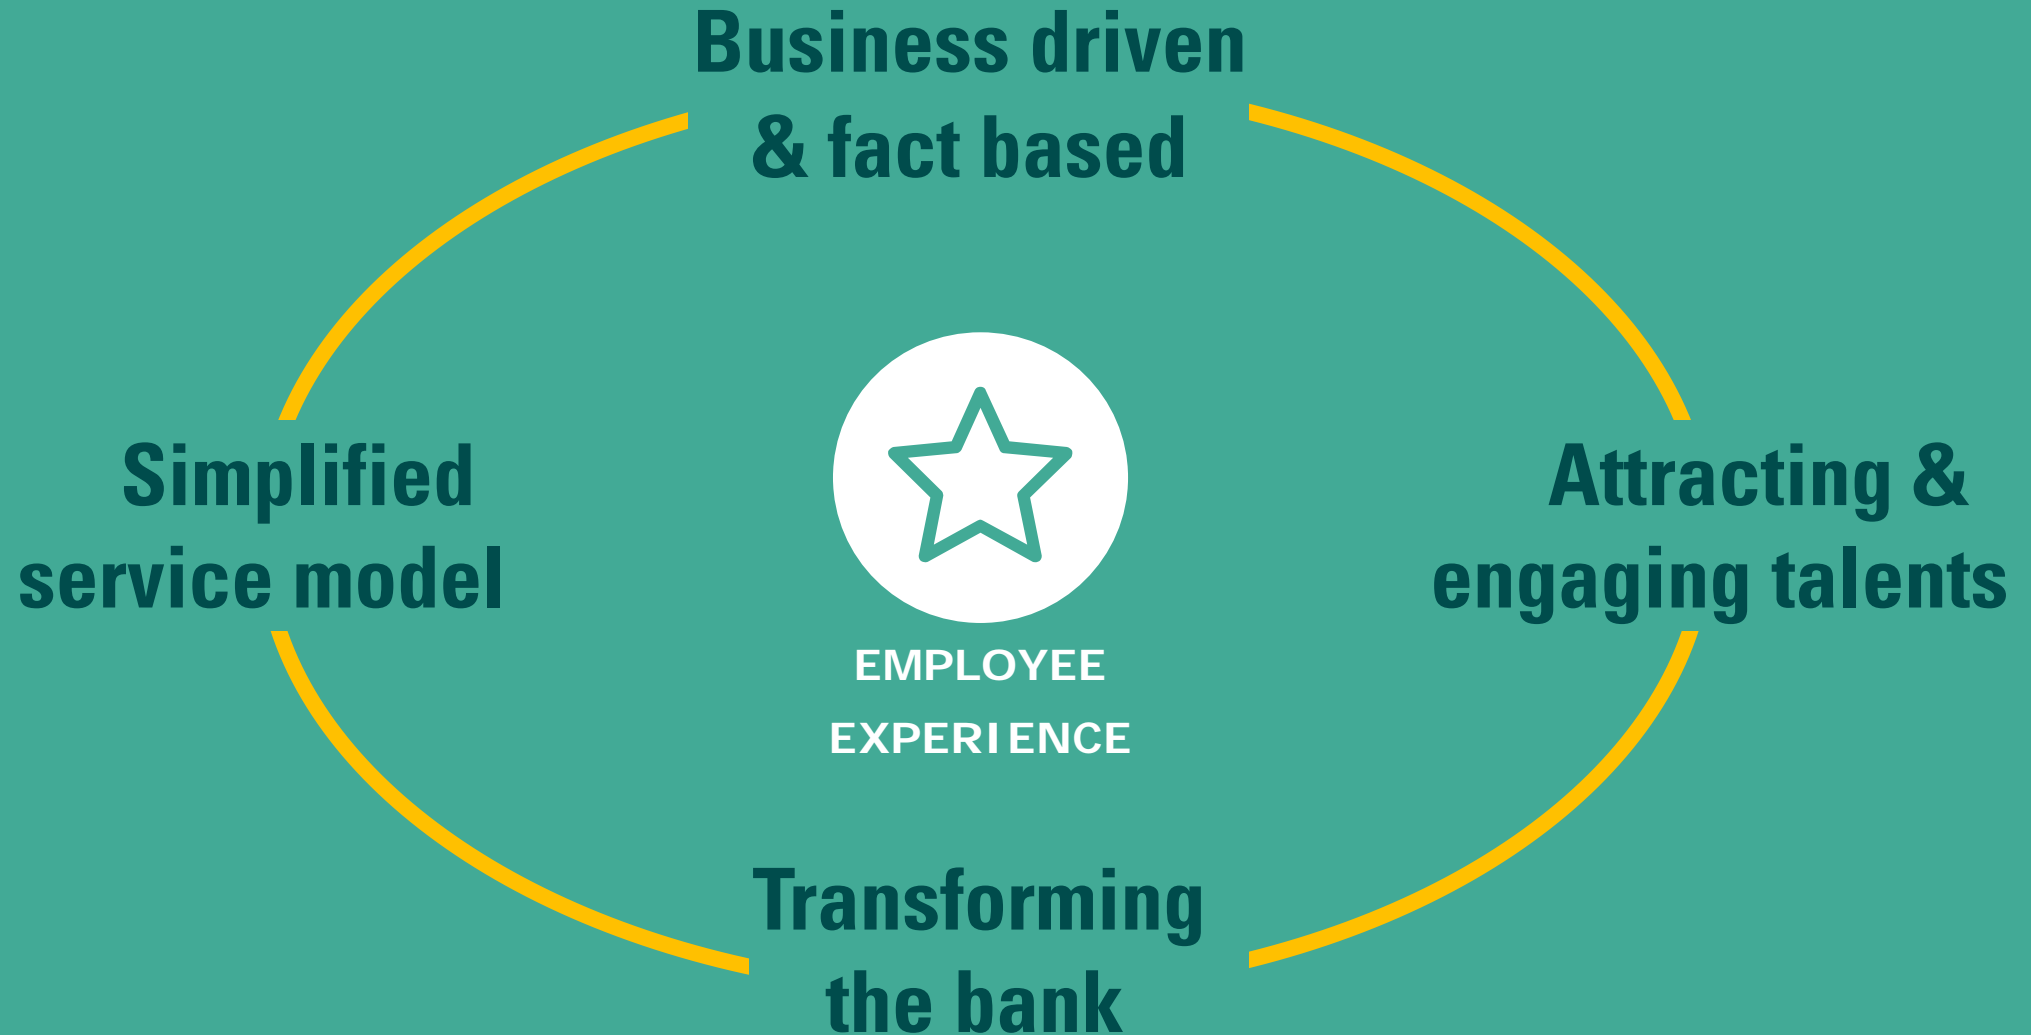 Business driven
& fact based
Simplified
service model
Attracting &
engaging talents
EMPLOYEE
EXPERIENCE
Transforming
the bank